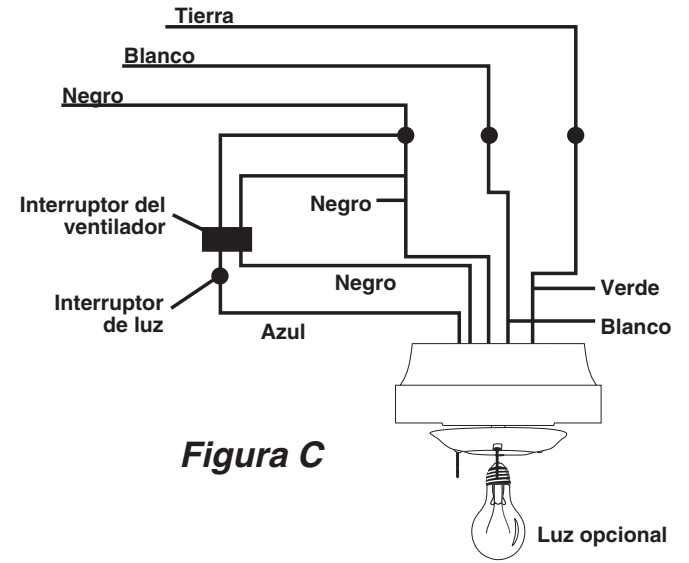 Tierra
Blanco
Negro
Interruptor del
ventilador
Negro
Negro
Interruptor
de luz
Azul
Verde
Blanco
Figura C
Luz opcional